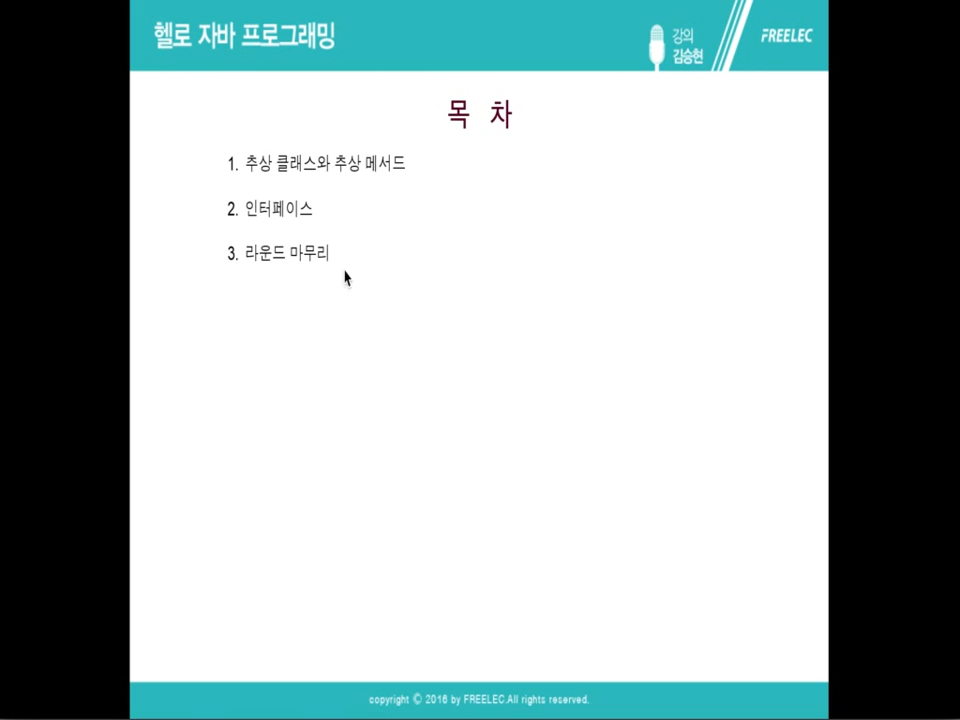 헬로 자바 프로그래밍
강의
김승현
FREELEC
목 차
1. 추상 클래스와 추상 메서드
2. 인터페이스
3. 라운드 마무리
copyright © 2016 by FREELEC.All rights reserved.